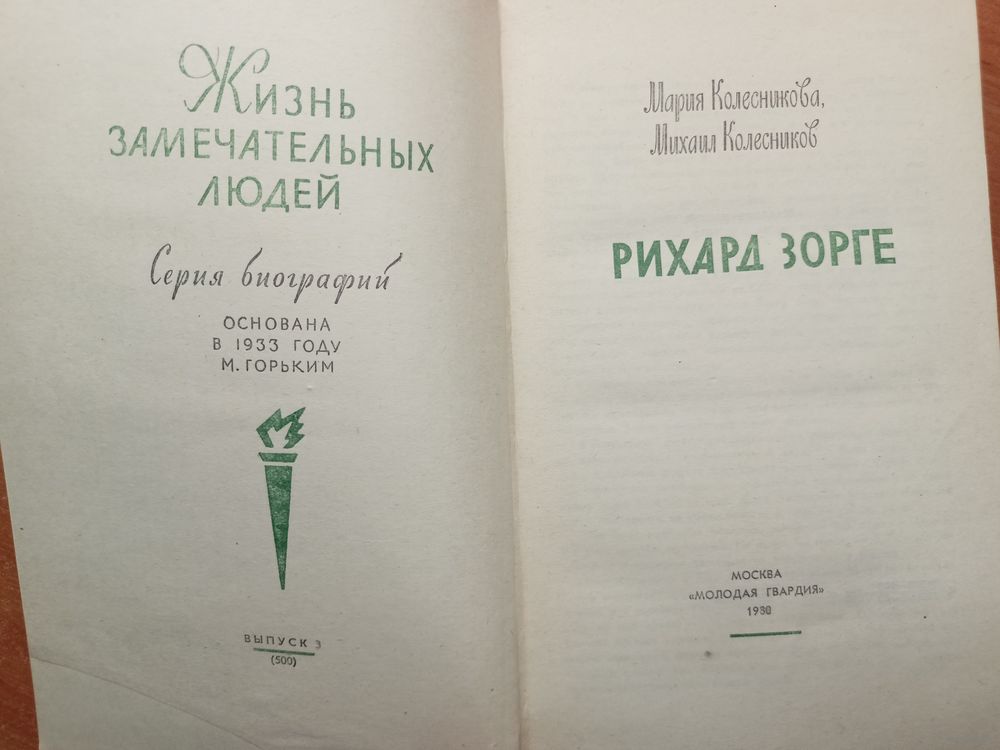 Жизнь
ЗАМЕЧАТЕЛЬНЫХ
ЛЮДЕЙ
Серия биографий
ОСНОВАНА
В 1933 ГОДУ
М. ГОРЬКИМ
ВЫПУСК 3
(500)
Мария Колесникова,
Михаил Колесников
РИХАРД ЗОРГЕ
МОСКВА
«МОЛОДАЯ ГВАРДИЯ»
1980